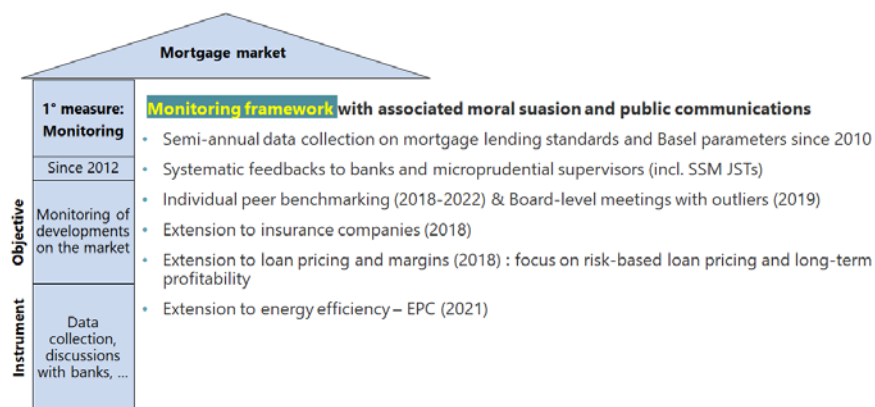 Mortgage market
1° measure:
Monitoring
Since 2012
Objective
Monitoring of
developments
on the market
Instrument
Data
collection,
discussions
with banks, ...
Monitoring framework with associated moral suasion and public communications
• Semi-annual data collection on mortgage lending standards and Basel parameters since 2010
• Systematic feedbacks to banks and microprudential supervisors (incl. SSM JSTs)
• Individual peer benchmarking (2018-2022) & Board-level meetings with outliers (2019)
• Extension to insurance companies (2018)
• Extension to loan pricing and margins (2018) : focus on risk-based loan pricing and long-term
profitability
• Extension to energy efficiency – EPC (2021)